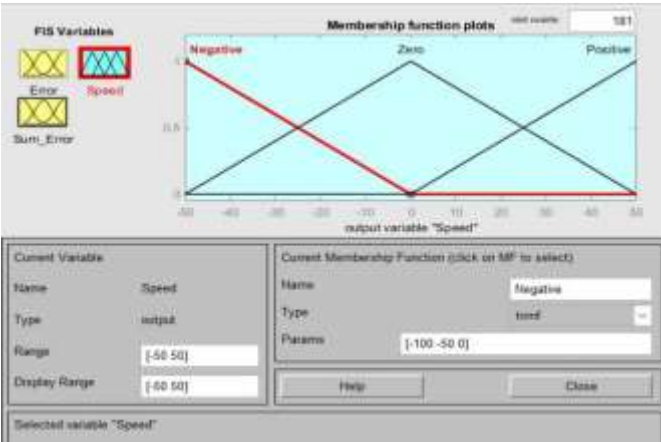 FIS Variables
Membership function plots
plot points:
181
Error
Speed
Sum_Error
Negative
Zero
Positive
1
0.5
0
-50
-40
-30
-20
-10
0
10
20
30
40
50
output variable "Speed"
Current Variable
Name
Speed
Type
output
Range
[-50 50]
Display Range
[-50 50]
Current Membership Function (click on MF to select)
Name
Negative
Type
trimf
Params
[-100 -50 0]
Help
Close
Selected variable "Speed"